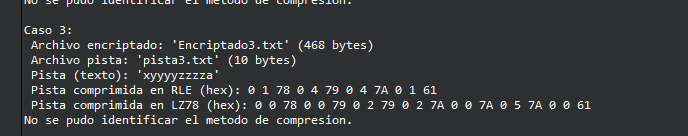 No se pudo identificar el metodo de compresion.
Caso 3:
Archivo encriptado: 'Encriptado3.txt' (468 bytes)
Archivo pista: 'pista3.txt' (10 bytes)
Pista (texto): 'xyyyyzzzza'
Pista comprimida en RLE (hex): 0 1 78 0 4 79 0 4 7A 0 1 61
Pista comprimida en LZ78 (hex): 0 0 78 0 0 79 0 2 79 0 2 7A 0 0 7A 0 5 7A 0 0 61
No se pudo identificar el metodo de compresion.